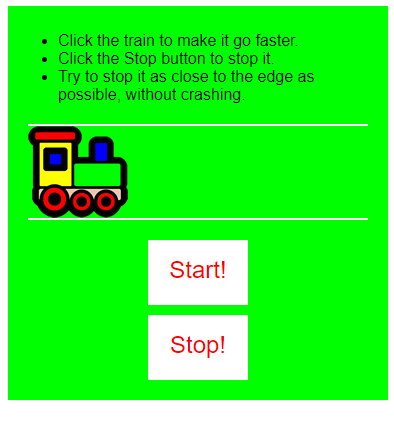 Click the train to make it go faster.
Click the Stop button to stop it.
Try to stop it as close to the edge as
possible, without crashing.
Start!
Stop!